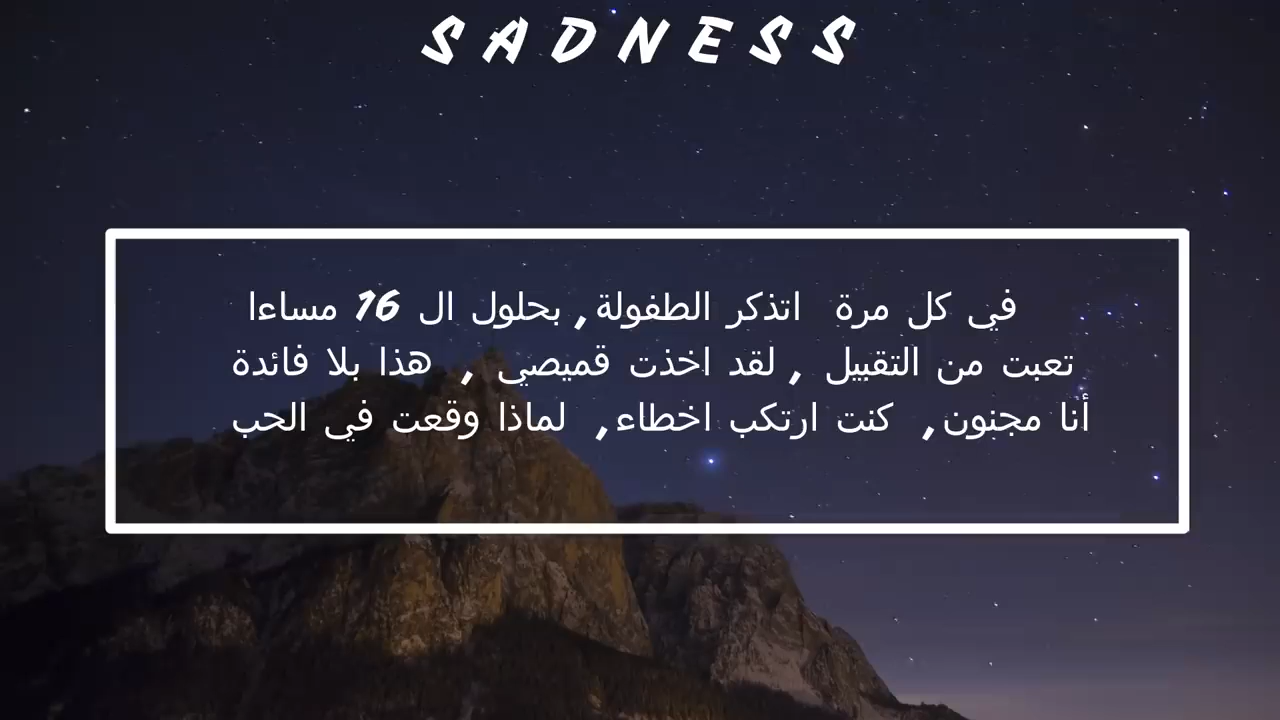 SADNESS
في كل مرة اتذكر الطفولة, بحلول ال 16 مساءا
تعبت من التقبيل , لقد اخذت قميصي , هذا بلا فائدة
أنا مجنون, كنت ارتكب اخطاء, لماذا وقعت في الحب